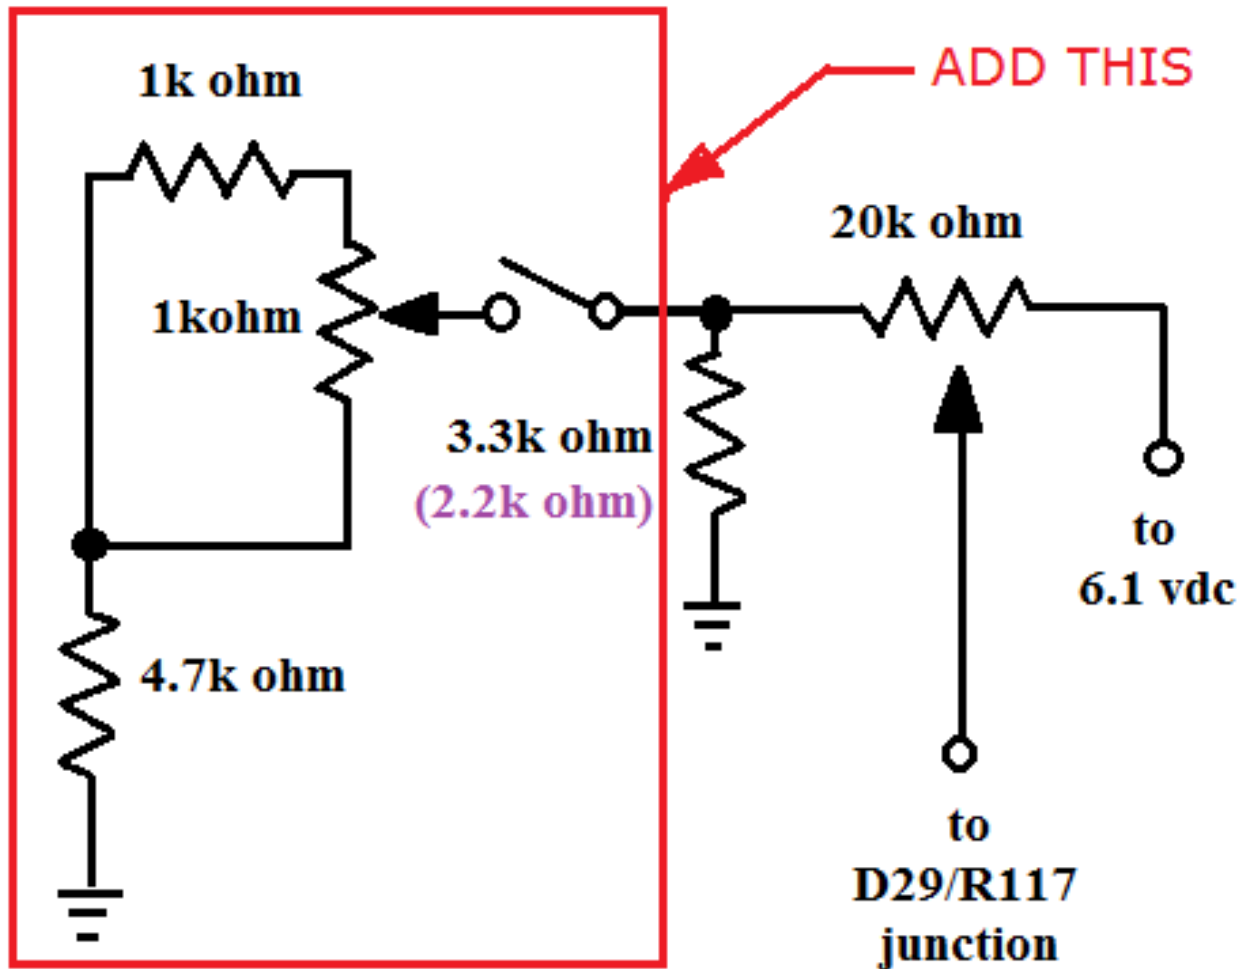 1k ohm
ADD THIS
20k ohm
1kohm
3.3k ohm
(2.2k ohm)
to
6.1 vdc
4.7k ohm
to
D29/R117
junction